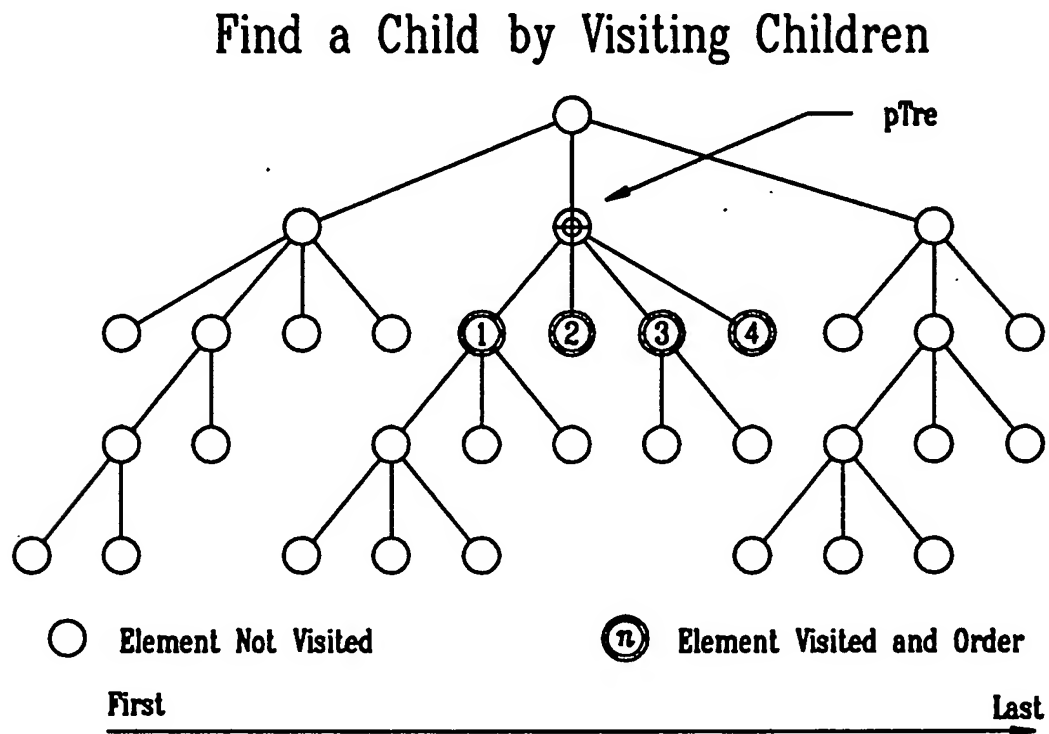 Find a Child by Visiting Children
pTre
1 2 3 4
Element Not Visited
n Element Visited and Order
First Last